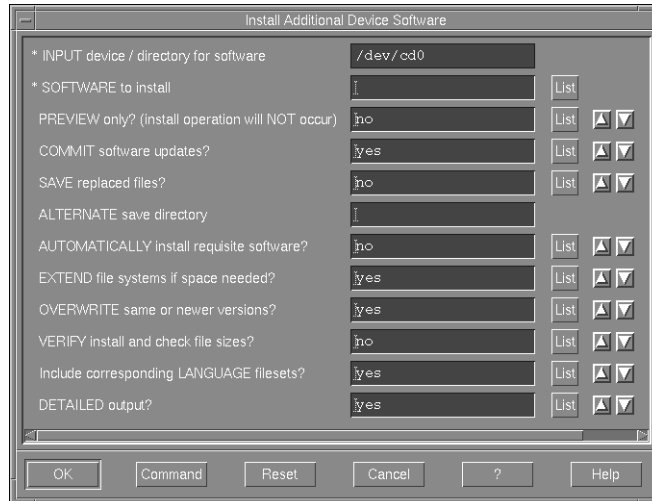 Install Additional Device Software
* INPUT device / directory for software /dev/cd0
* SOFTWARE to install List
PREVIEW only? (install operation will NOT occur) no List
COMMIT software updates? yes List
SAVE replaced files? no List
ALTERNATE save directory
AUTOMATICALLY install requisite software? no List
EXTEND file systems if space needed? yes List
OVERWRITE same or newer versions? yes List
VERIFY install and check file sizes? no List
Include corresponding LANGUAGE filesets? yes List
DETAILED output? yes List
OK Command Reset Cancel ? Help